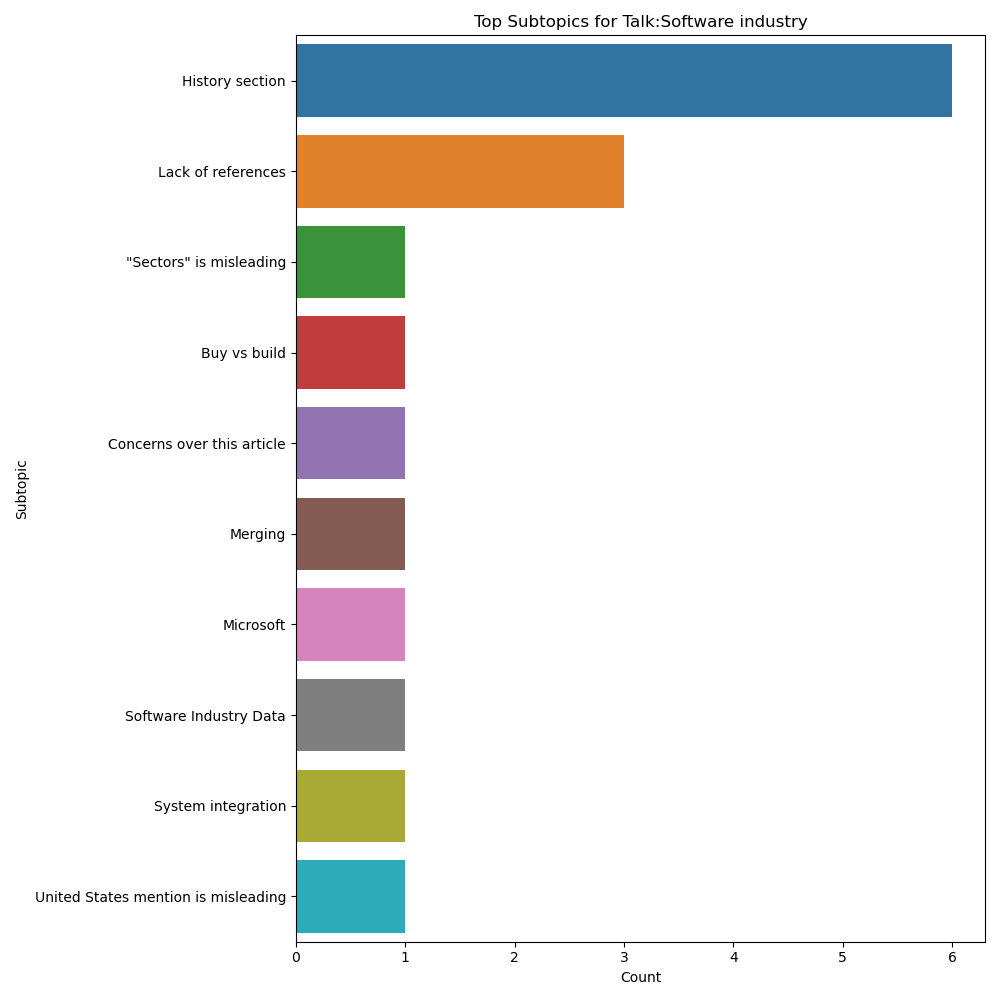 Top Subtopics for Talk:Software industry
History section
Lack of references
"Sectors" is misleading
Buy vs build
Concerns over this article
Merging
Microsoft
Software Industry Data
System integration
United States mention is misleading
Subtopic
0 1 2 3 4 5 6
Count